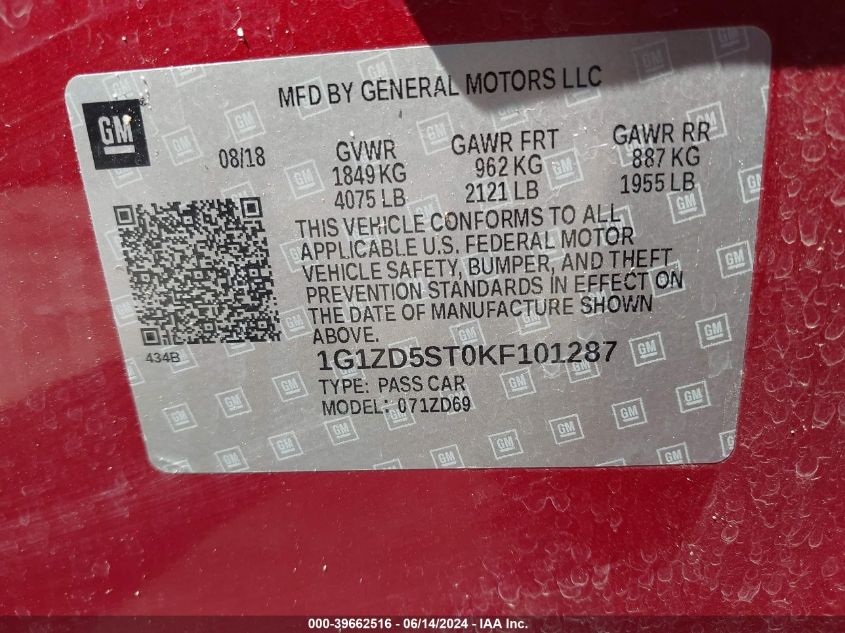 MFD BY GENERAL MOTORS LLC
GM
08/18
GVWR
1849 KG
4075 LB
GAWR FRT
962 KG
2121 LB
GAWR RR
887 KG
1955 LB
THIS VEHICLE CONFORMS TO ALL
APPLICABLE U.S. FEDERAL MOTOR
VEHICLE SAFETY, BUMPER, AND THEFT
PREVENTION STANDARDS IN EFFECT ON
THE DATE OF MANUFACTURE SHOWN
ABOVE.
434B
1G1ZD5ST0KF101287
TYPE: PASS CAR
MODEL: 071ZD69
000-39662516 - 06/14/2024 - IAA Inc.